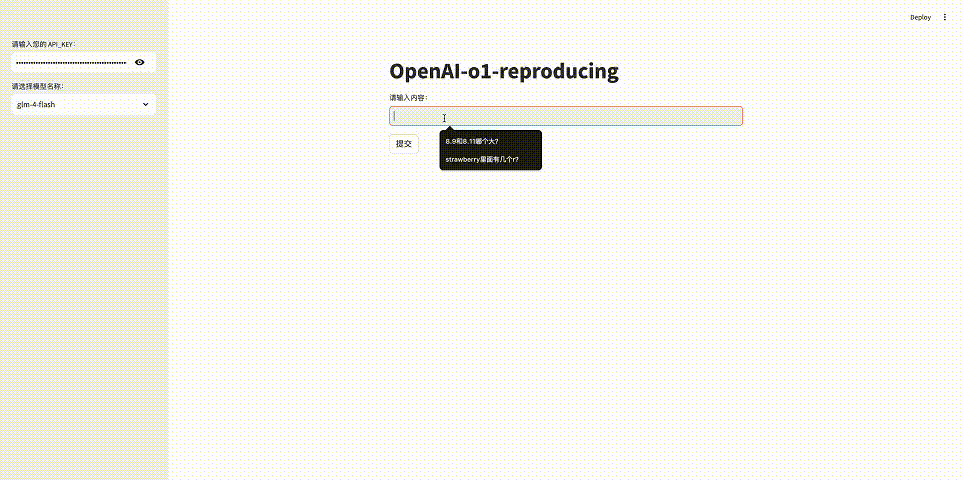 Deploy
请输入您的 API_KEY：
请选择模型名称：
glm-4-flash
OpenAI-o1-reproducing
请输入内容：
8.9和8.11哪个大?
strawberry里面有几个r?
提交